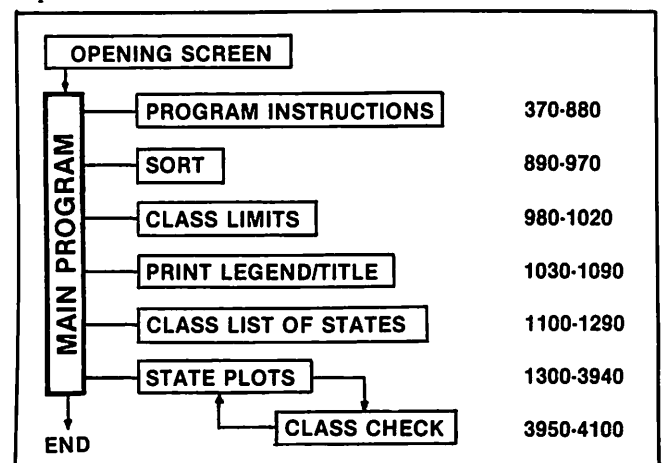 OPENING SCREEN
MAIN PROGRAM
PROGRAM INSTRUCTIONS 370-880
SORT 890-970
CLASS LIMITS 980-1020
PRINT LEGEND/TITLE 1030-1090
CLASS LIST OF STATES 1100-1290
STATE PLOTS 1300-3940
CLASS CHECK 3950-4100
END